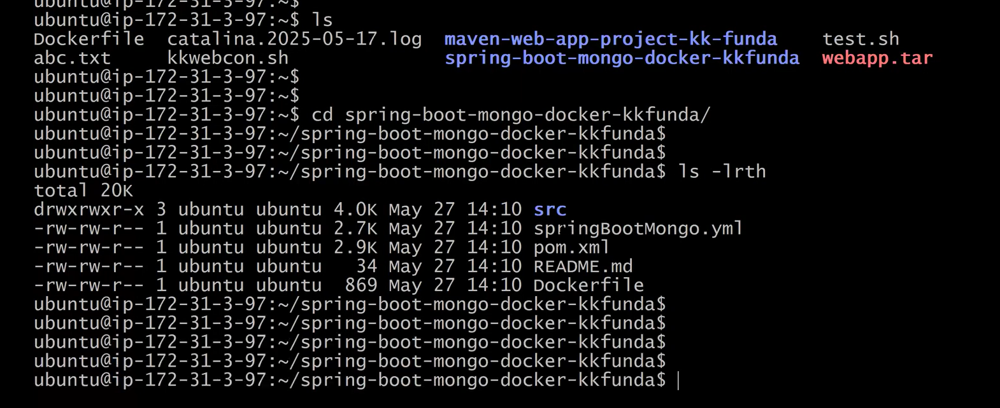 ubuntu@ip-172-31-3-97:~$
ubuntu@ip-172-31-3-97:~$ ls
Dockerfile  catalina.2025-05-17.log  maven-web-app-project-kk-funda    test.sh
abc.txt     kkwebcon.sh              spring-boot-mongo-docker-kkfunda  webapp.tar
ubuntu@ip-172-31-3-97:~$
ubuntu@ip-172-31-3-97:~$
ubuntu@ip-172-31-3-97:~$ cd spring-boot-mongo-docker-kkfunda/
ubuntu@ip-172-31-3-97:~/spring-boot-mongo-docker-kkfunda$
ubuntu@ip-172-31-3-97:~/spring-boot-mongo-docker-kkfunda$
ubuntu@ip-172-31-3-97:~/spring-boot-mongo-docker-kkfunda$ ls -lrth
total 20K
drwxrwxr-x 3 ubuntu ubuntu 4.0K May 27 14:10 src
-rw-rw-r-- 1 ubuntu ubuntu 2.7K May 27 14:10 springBootMongo.yml
-rw-rw-r-- 1 ubuntu ubuntu 2.9K May 27 14:10 pom.xml
-rw-rw-r-- 1 ubuntu ubuntu   34 May 27 14:10 README.md
-rw-rw-r-- 1 ubuntu ubuntu  869 May 27 14:10 Dockerfile
ubuntu@ip-172-31-3-97:~/spring-boot-mongo-docker-kkfunda$
ubuntu@ip-172-31-3-97:~/spring-boot-mongo-docker-kkfunda$
ubuntu@ip-172-31-3-97:~/spring-boot-mongo-docker-kkfunda$
ubuntu@ip-172-31-3-97:~/spring-boot-mongo-docker-kkfunda$
ubuntu@ip-172-31-3-97:~/spring-boot-mongo-docker-kkfunda$